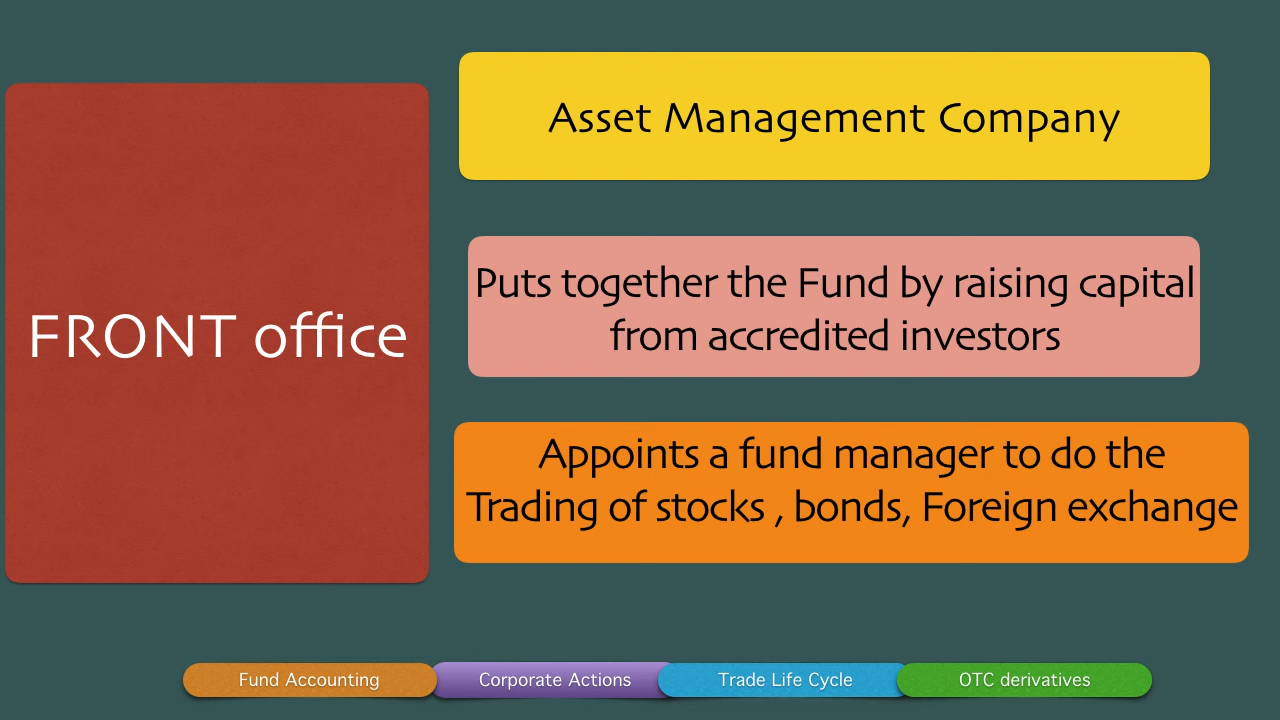 FRONT office
Asset Management Company
Puts together the Fund by raising capital
from accredited investors
Appoints a fund manager to do the
Trading of stocks , bonds, Foreign exchange
Fund Accounting
Corporate Actions
Trade Life Cycle
OTC derivatives